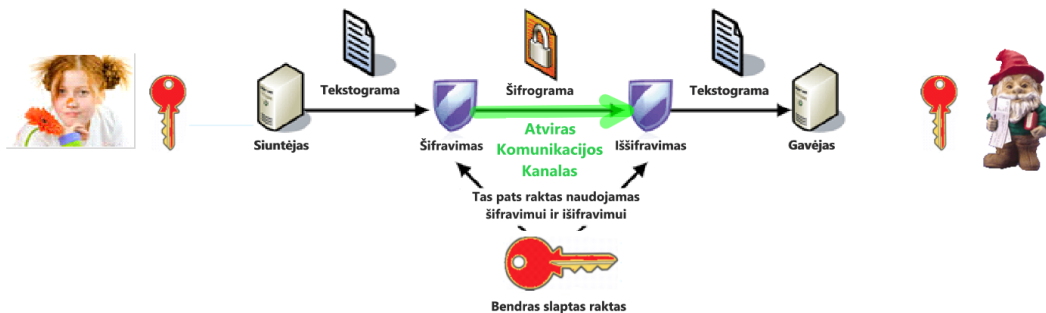 Tekstograma
Šifrograma
Tekstograma
Siuntėjas
Šifravimas
Atviras
Komunikacijos
Kanalas
Iššifravimas
Gavėjas
Tas pats raktas naudojamas
šifravimui ir išifravimui
Bendras slaptas raktas